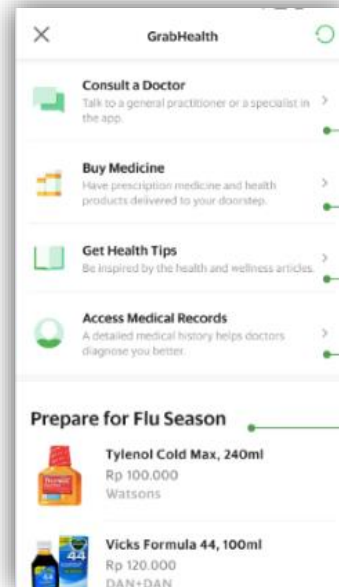 GrabHealth
Consult a Doctor
Talk to a general practitioner or a specialist in
the app.
Buy Medicine
Have prescription medicine and health
products delivered to your doorstep.
Get Health Tips
Be inspired by the health and wellness articles.
Access Medical Records
A detailed medical history helps doctors
diagnose you better.
Prepare for Flu Season
Tylenol Cold Max, 240ml
Rp 100.000
Watsons
Vicks Formula 44, 100ml
Rp 120.000
DAN+DAN
44